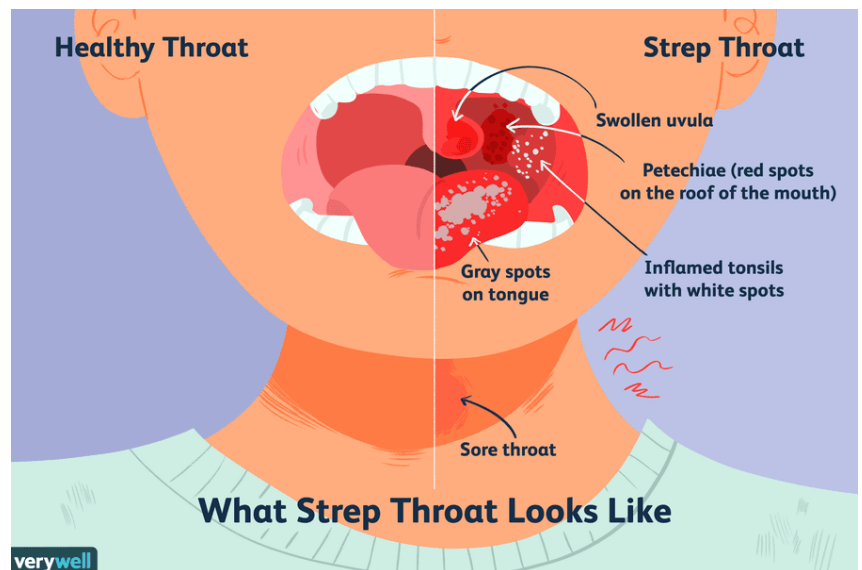 Healthy Throat
Strep Throat
Swollen uvula
Petechiae (red spots
on the roof of the mouth)
Inflamed tonsils
with white spots
Gray spots
on tongue
Sore throat
What Strep Throat Looks Like
verywell